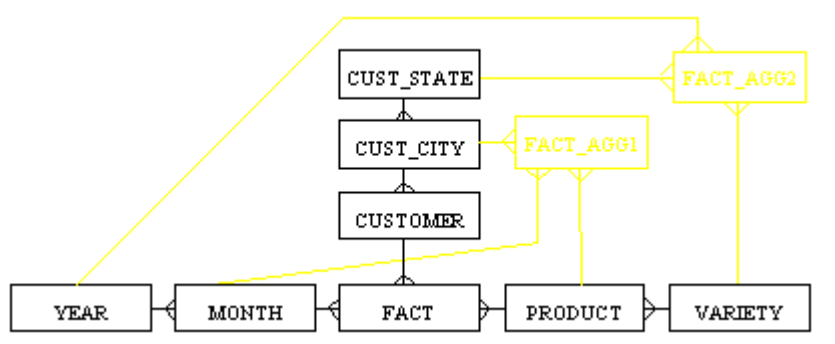 CUST_STATE
FACT_AGG2
CUST_CITY
FACT_AGG1
CUSTOMER
YEAR
MONTH
FACT
PRODUCT
VARIETY